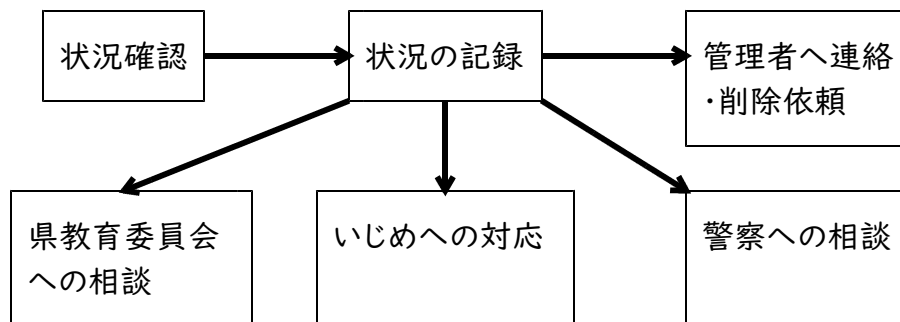 状況確認
状況の記録
管理者へ連絡
・削除依頼
県教育委員会
への相談
いじめへの対応
警察への相談